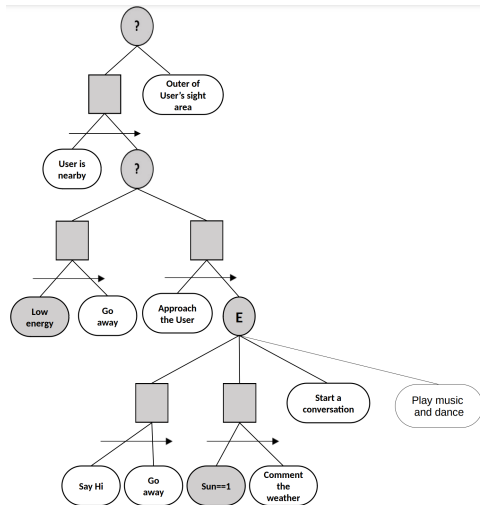 ?
Outer of
User's sight
area
User is
nearby
?
Low
energy
Go
away
Approach
the User
E
Start a
conversation
Play music
and dance
Say Hi
Go
away
Sun==1
Comment
the
weather